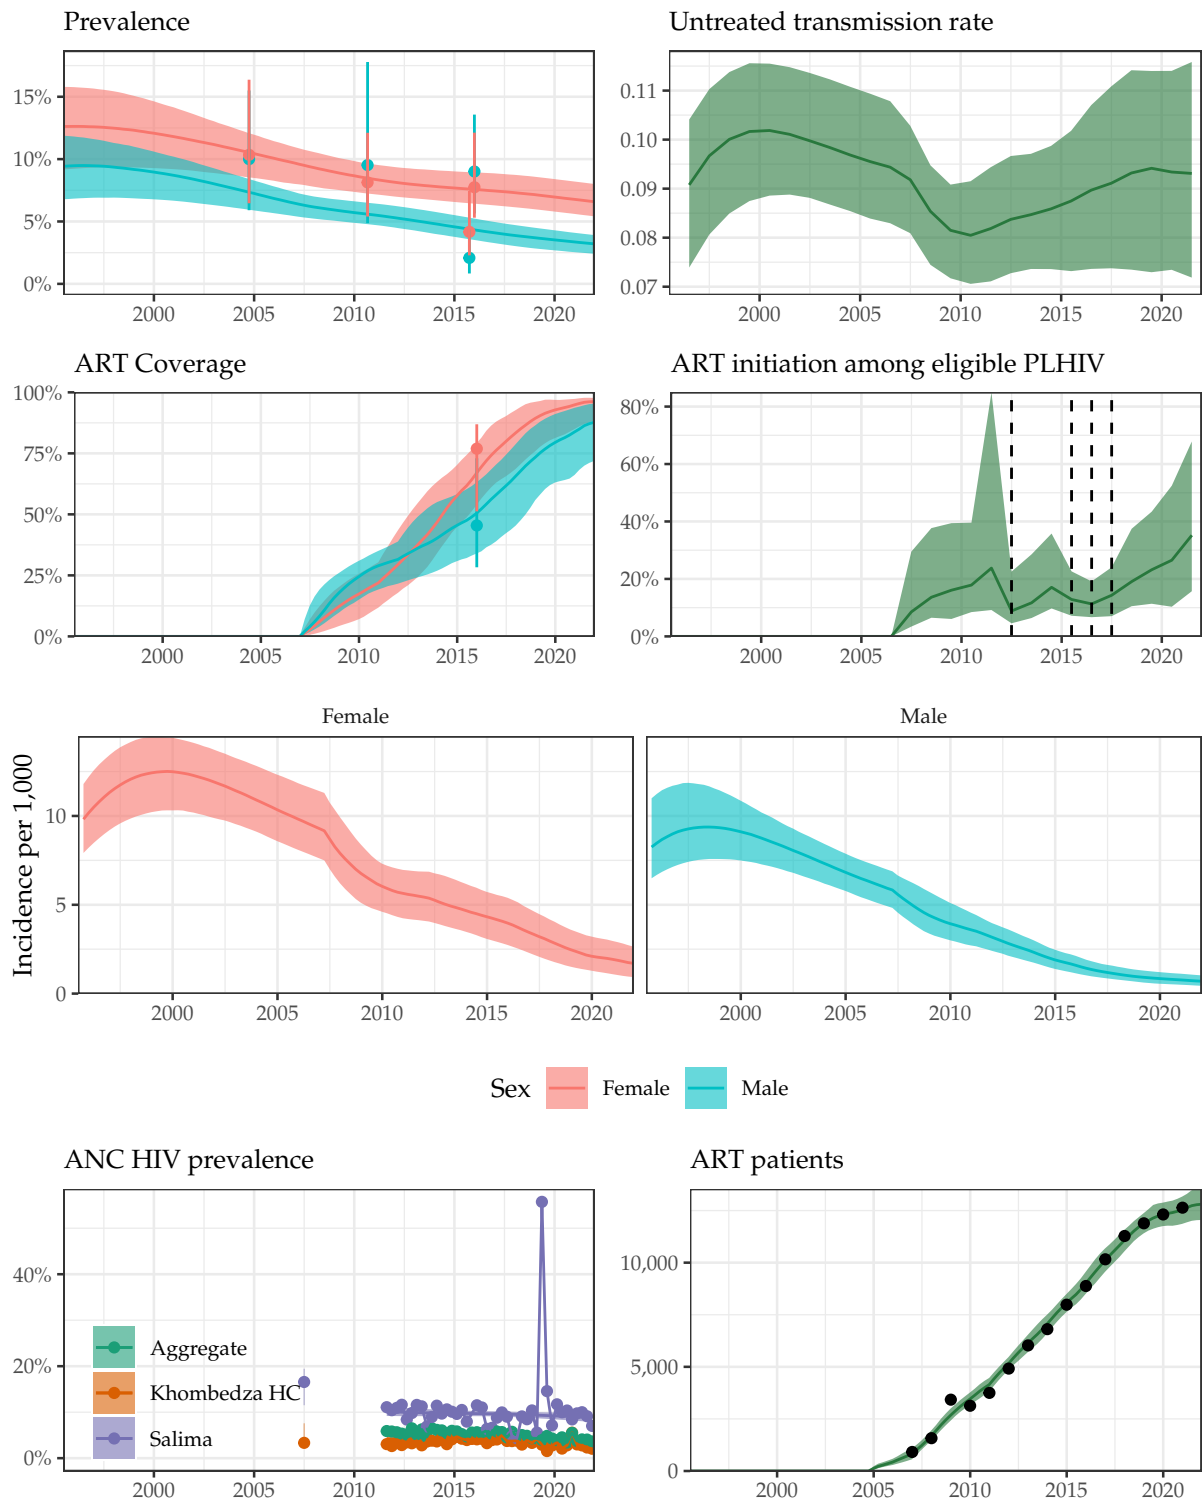 Prevalence
Untreated transmission rate
15%
10%
5%
0%
2000 2005 2010 2015 2020
0.11
0.10
0.09
0.08
0.07
2000 2005 2010 2015 2020
ART Coverage
ART initiation among eligible PLHIV
100%
75%
50%
25%
0%
2000 2005 2010 2015 2020
80%
60%
40%
20%
0%
2000 2005 2010 2015 2020
Female
Male
Incidence per 1,000
10
5
0
2000 2005 2010 2015 2020
2000 2005 2010 2015 2020
Sex Female Male
ANC HIV prevalence
ART patients
40%
20%
0%
Aggregate
Khombedza HC
Salima
2000 2005 2010 2015 2020
10,000
5,000
0
2000 2005 2010 2015 2020